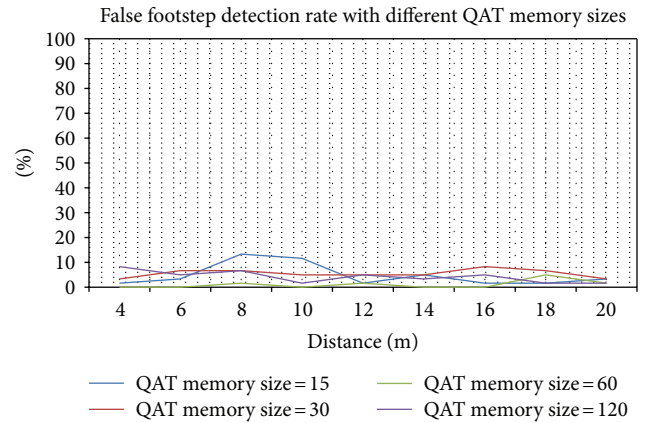 False footstep detection rate with different QAT memory sizes
100
90
80
70
60
50
40
30
20
10
0
(%)
4 6 8 10 12 14 16 18 20
Distance (m)
QAT memory size = 15
QAT memory size = 60
QAT memory size = 30
QAT memory size = 120